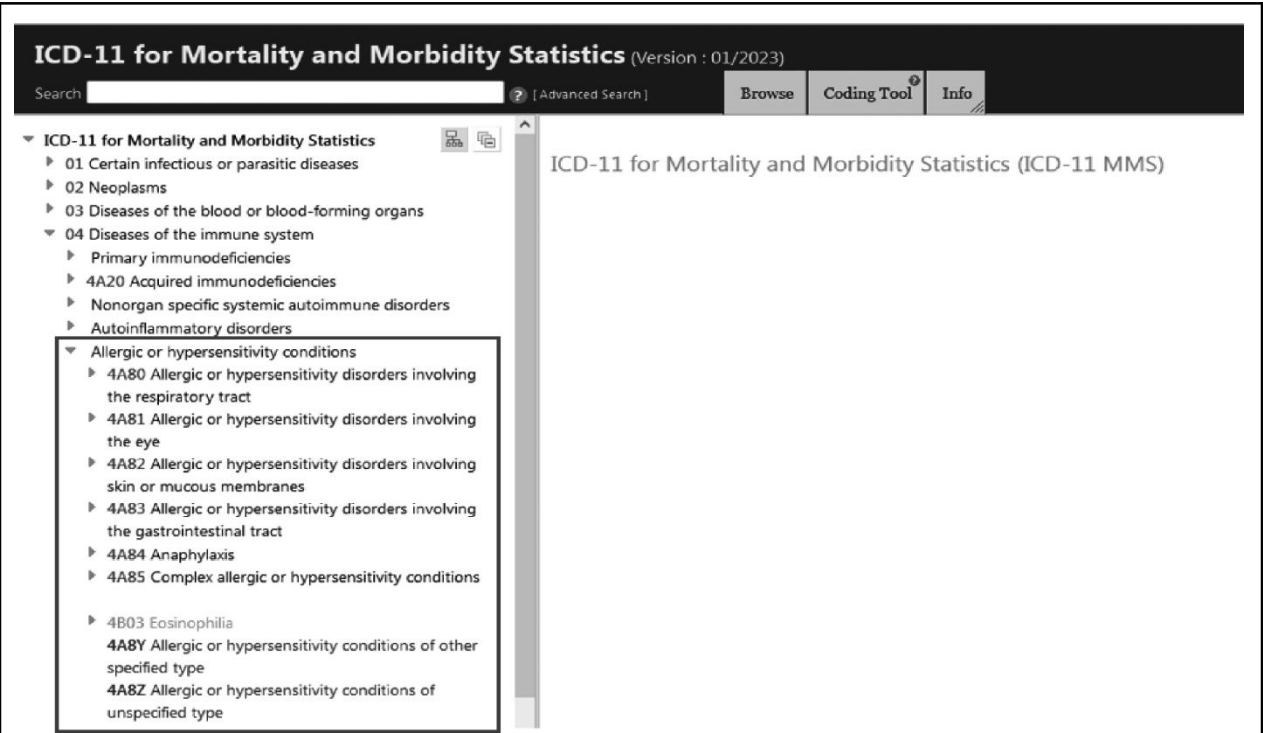 ICD-11 for Mortality and Morbidity Statistics (Version : 01/2023)
Search ? [ Advanced Search ] Browse Coding Tool ? Info
ICD-11 for Mortality and Morbidity Statistics
01 Certain infectious or parasitic diseases
02 Neoplasms
03 Diseases of the blood or blood-forming organs
04 Diseases of the immune system
Primary immunodeficiencies
4A20 Acquired immunodeficiencies
Nonorgan specific systemic autoimmune disorders
Autoinflammatory disorders
Allergic or hypersensitivity conditions
4A80 Allergic or hypersensitivity disorders involving
the respiratory tract
4A81 Allergic or hypersensitivity disorders involving
the eye
4A82 Allergic or hypersensitivity disorders involving
skin or mucous membranes
4A83 Allergic or hypersensitivity disorders involving
the gastrointestinal tract
4A84 Anaphylaxis
4A85 Complex allergic or hypersensitivity conditions
4B03 Eosinophilia
4A8Y Allergic or hypersensitivity conditions of other
specified type
4A8Z Allergic or hypersensitivity conditions of
unspecified type
ICD-11 for Mortality and Morbidity Statistics (ICD-11 MMS)